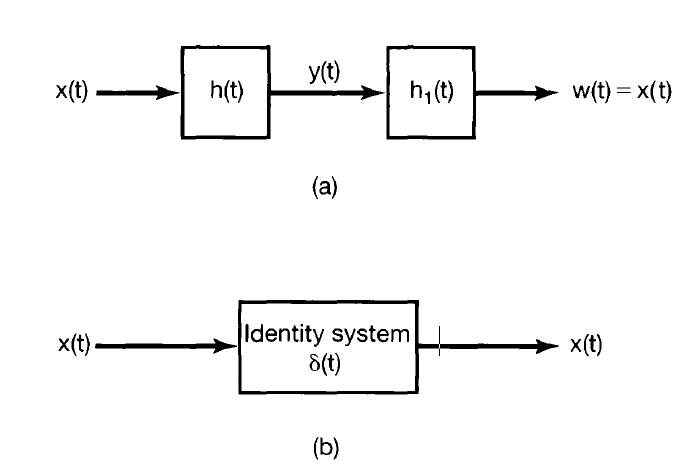 x(t) h(t) y(t) h₁(t) w(t) = x(t)
(a)
x(t) Identity system x(t)
δ(t)
(b)